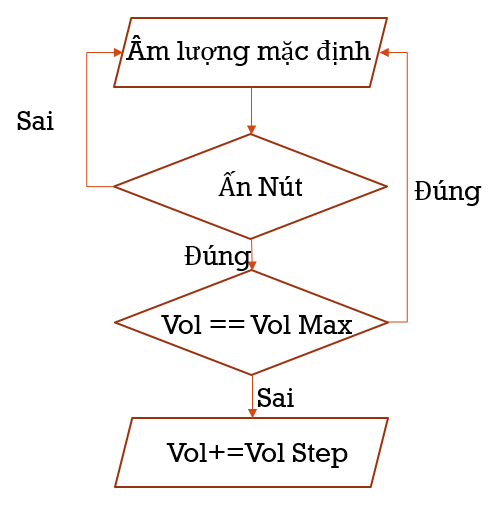 Âm lượng mặc định
Sai
Ấn Nút
Đúng
Đúng
Vol == Vol Max
Sai
Vol+=Vol Step